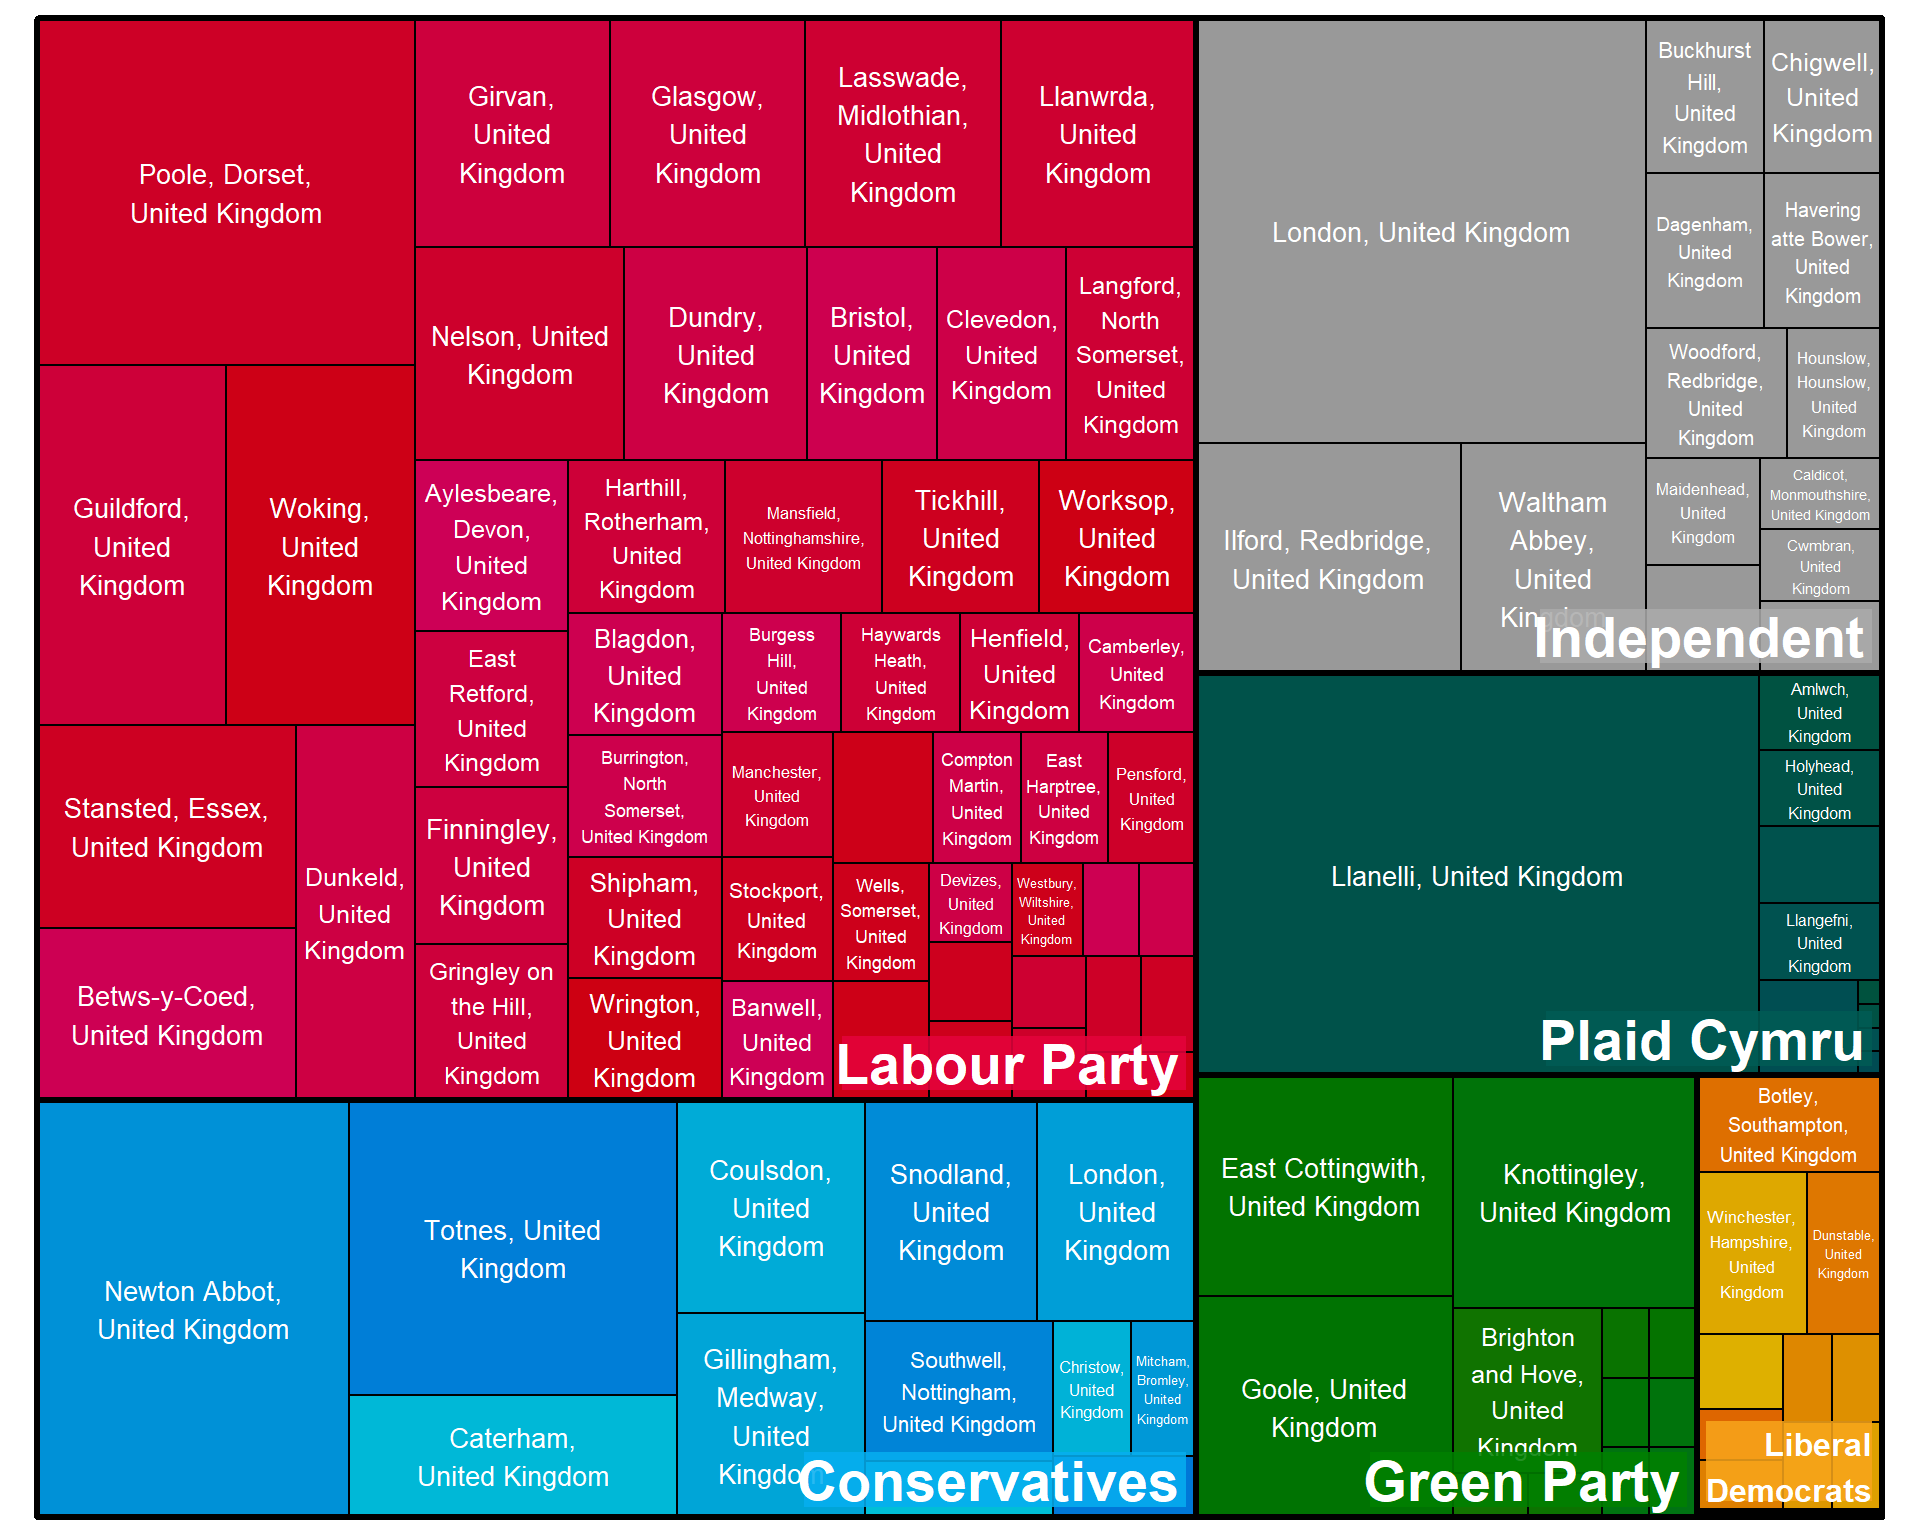 Poole, Dorset,
United Kingdom
Girvan,
United
Kingdom
Glasgow,
United
Kingdom
Lasswade,
Midlothian,
United
Kingdom
Llanwrda,
United
Kingdom
Nelson, United
Kingdom
Dundry,
United
Kingdom
Bristol,
United
Kingdom
Clevedon,
United
Kingdom
Langford,
North
Somerset,
United
Kingdom
Guildford,
United
Kingdom
Woking,
United
Kingdom
Aylesbeare,
Devon,
United
Kingdom
Harthill,
Rotherham,
United
Kingdom
Mansfield,
Nottinghamshire,
United Kingdom
Tickhill,
United
Kingdom
Worksop,
United
Kingdom
East
Retford,
United
Kingdom
Blagdon,
United
Kingdom
Burgess
Hill,
United
Kingdom
Haywards
Heath,
United
Kingdom
Henfield,
United
Kingdom
Camberley,
United
Kingdom
Stansted, Essex,
United Kingdom
Dunkeld,
United
Kingdom
Betws-y-Coed,
United Kingdom
Finningley,
United
Kingdom
Gringley on
the Hill,
United
Kingdom
Burrington,
North
Somerset,
United Kingdom
Manchester,
United
Kingdom
Compton
Martin,
United
Kingdom
East
Harptree,
United
Kingdom
Pensford,
United
Kingdom
Shipham,
United
Kingdom
Stockport,
United
Kingdom
Wells,
Somerset,
United
Kingdom
Devizes,
United
Kingdom
Westbury,
Wiltshire,
United
Kingdom
Wrington,
United
Kingdom
Banwell,
United
Kingdom
Labour Party
London, United Kingdom
Buckhurst
Hill,
United
Kingdom
Chigwell,
United
Kingdom
Dagenham,
United
Kingdom
Havering
atte Bower,
United
Kingdom
Woodford,
Redbridge,
United
Kingdom
Hounslow,
Hounslow,
United
Kingdom
Ilford, Redbridge,
United Kingdom
Waltham
Abbey,
United
Kingdom
Maidenhead,
United
Kingdom
Caldicot,
Monmouthshire,
United Kingdom
Cwmbran,
United
Kingdom
Independent
Llanelli, United Kingdom
Amlwch,
United
Kingdom
Holyhead,
United
Kingdom
Llangefni,
United
Kingdom
Plaid Cymru
Newton Abbot,
United Kingdom
Totnes, United
Kingdom
Caterham,
United Kingdom
Coulsdon,
United
Kingdom
Gillingham,
Medway,
United
Kingdom
Snodland,
United
Kingdom
London,
United
Kingdom
Southwell,
Nottingham,
United Kingdom
Christow,
United
Kingdom
Mitcham,
Bromley,
United
Kingdom
Conservatives
East Cottingwith,
United Kingdom
Knottingley,
United Kingdom
Goole, United
Kingdom
Brighton
and Hove,
United
Kingdom
Green Party
Botley,
Southampton,
United Kingdom
Winchester,
Hampshire,
United
Kingdom
Dunstable,
United
Kingdom
Liberal
Democrats